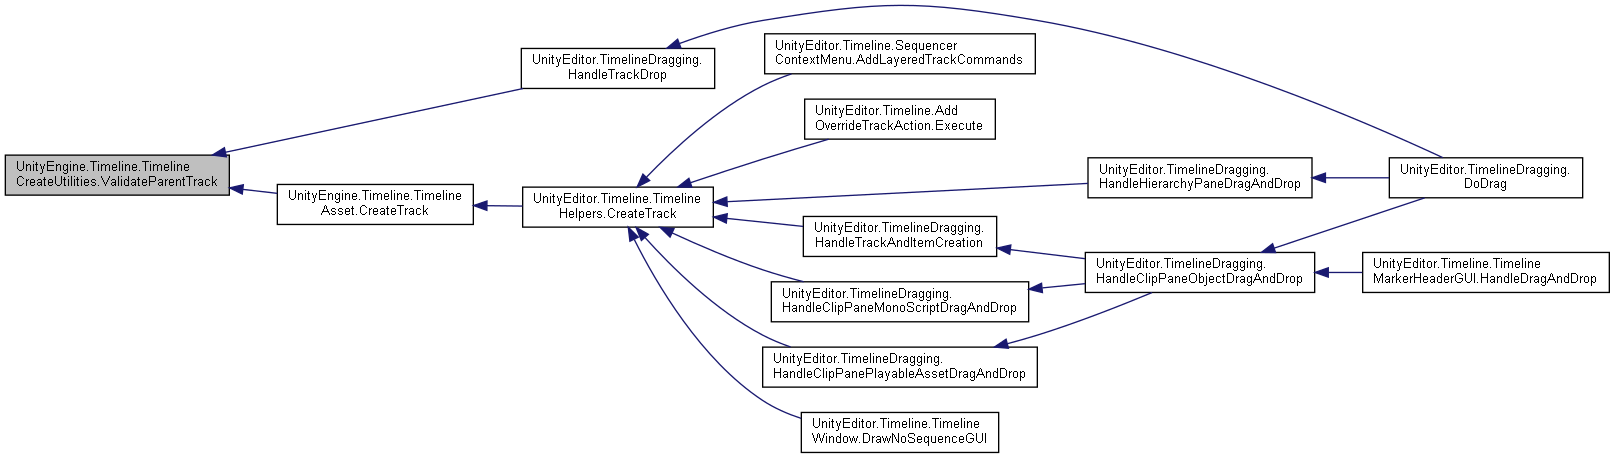 UnityEngine.Timeline.Timeline
CreateUtilities.ValidateParentTrack
UnityEditor.TimelineDragging.
HandleTrackDrop
UnityEngine.Timeline.Timeline
Asset.CreateTrack
UnityEditor.Timeline.Timeline
Helpers.CreateTrack
UnityEditor.Timeline.Sequencer
ContextMenu.AddLayeredTrackCommands
UnityEditor.Timeline.Add
OverrideTrackAction.Execute
UnityEditor.TimelineDragging.
HandleHierarchyPaneDragAndDrop
UnityEditor.TimelineDragging.
HandleTrackAndItemCreation
UnityEditor.TimelineDragging.
HandleClipPaneMonoScriptDragAndDrop
UnityEditor.TimelineDragging.
HandleClipPanePlayableAssetDragAndDrop
UnityEditor.Timeline.Timeline
Window.DrawNoSequenceGUI
UnityEditor.TimelineDragging.
HandleClipPaneObjectDragAndDrop
UnityEditor.TimelineDragging.
DoDrag
UnityEditor.Timeline.Timeline
MarkerHeaderGUI.HandleDragAndDrop